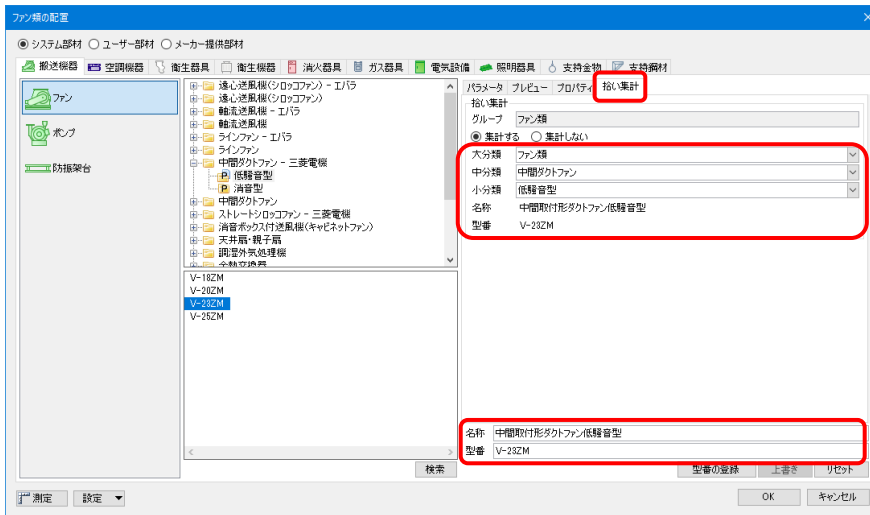 ファン類の配置
システム部材 ユーザー部材 メーカー提供部材
搬送機器 空調機器 衛生器具 衛生機器 消火器具 ガス器具 電気設備 照明器具 支持金物 支持鋼材
ファン
ポンプ
防振架台
遠心送風機(シロッコファン) - エバラ
遠心送風機(シロッコファン)
軸流送風機 - エバラ
軸流送風機
ラインファン - エバラ
ラインファン
中間ダクトファン - 三菱電機
低騒音型
消音型
中間ダクトファン
ストレートシロッコファン - 三菱電機
消音ボックス付送風機(キャビネットファン)
天井扇・親子扇
調湿外気処理機
全熱交換器
V-18ZM
V-20ZM
V-23ZM
V-25ZM
検索
パラメータ プレビュー プロパティ 拾い集計
拾い集計
グループ ファン類
集計する 集計しない
大分類 ファン類
中分類 中間ダクトファン
小分類 低騒音型
名称 中間取付形ダクトファン低騒音型
型番 V-23ZM
名称 中間取付形ダクトファン低騒音型
型番 V-23ZM
型番の登録 上書き リセット
測定 設定 OK キャンセル